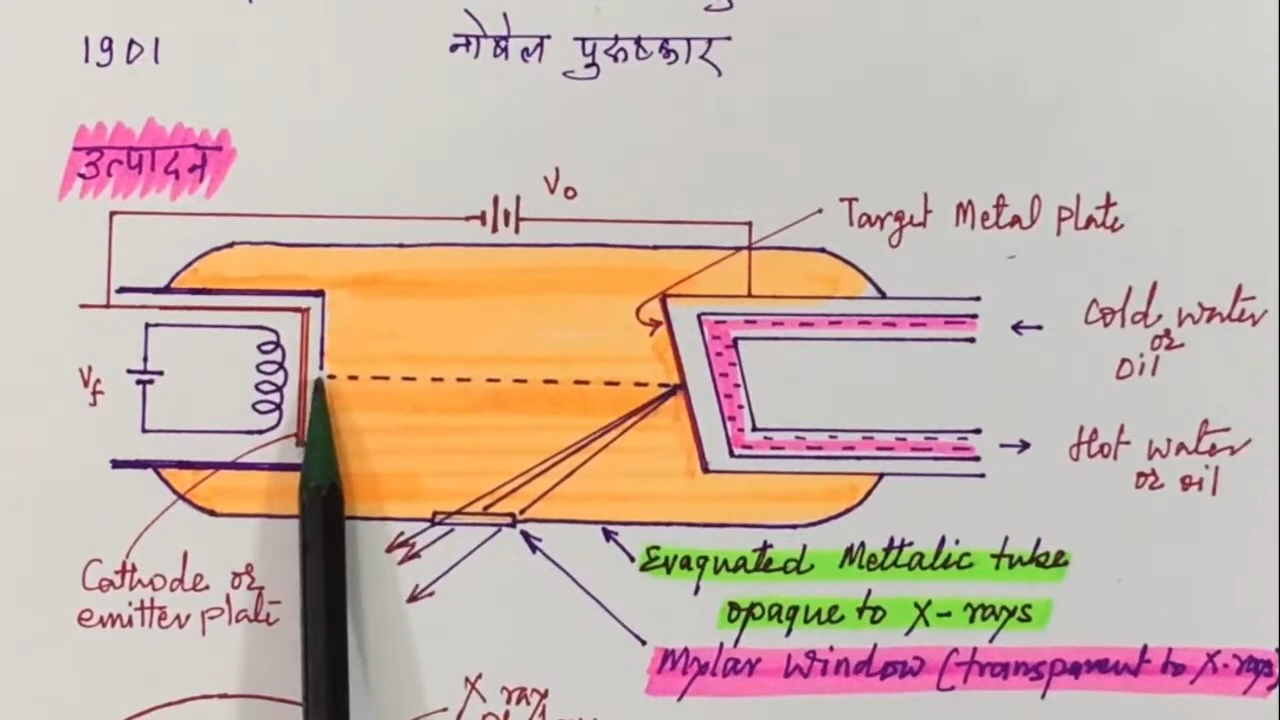 1901
नोबेल पुरुष्कार
उत्पादन
V₀
Target Metal plate
Cold water
or
Oil
Vf
Hot water
or oil
Cathode or
emitter plate
Evaquated Mettalic tube
opaque to X-rays
Mylar window (transparent to X-rays)
X ray